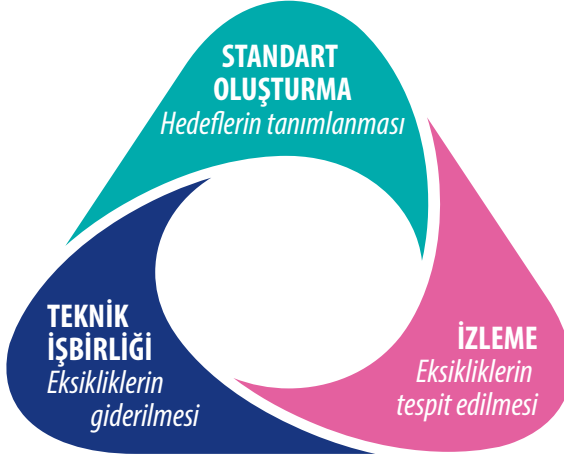 STANDART
OLUŞTURMA
Hedeflerin tanımlanması
TEKNİK
İŞBİRLİĞİ
Eksikliklerin
giderilmesi
İZLEME
Eksikliklerin
tespit edilmesi